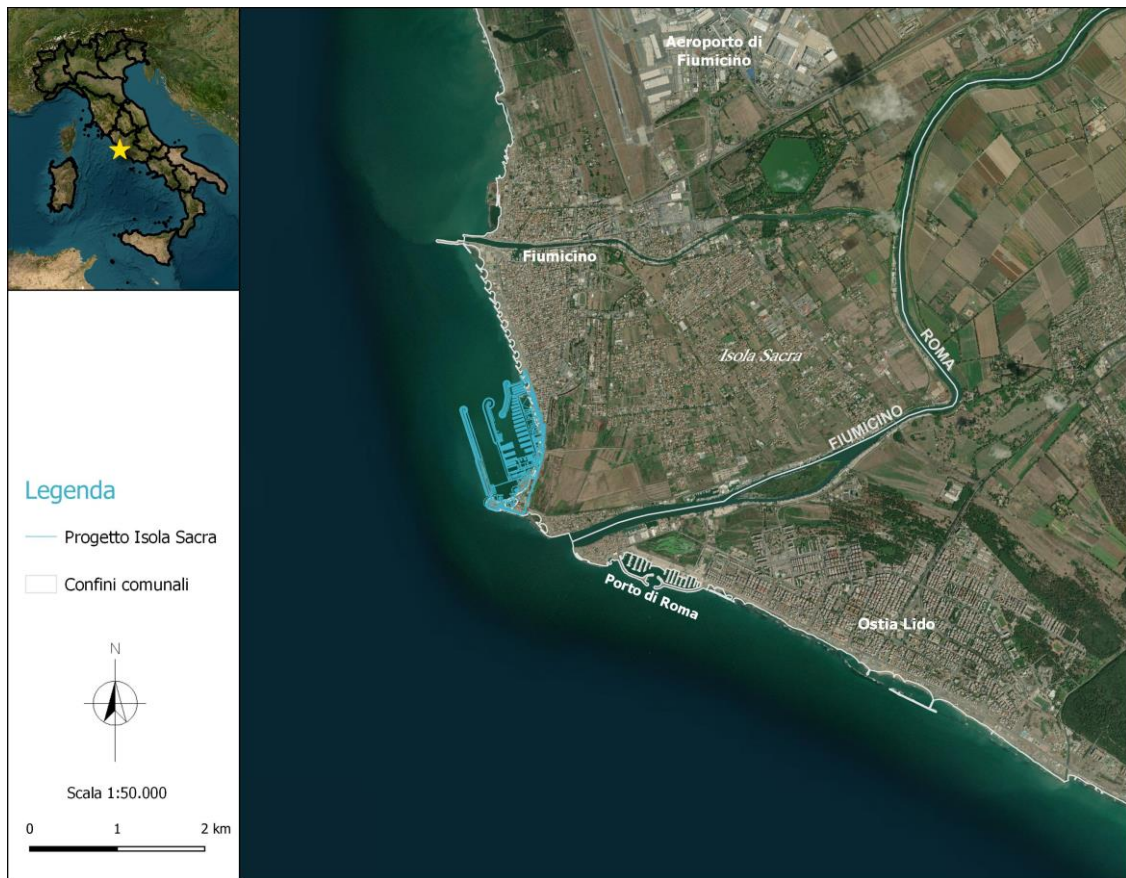 Aeroporto di
Fiumicino
Fiumicino
Isola Sacra
ROMA
FIUMICINO
Porto di Roma
Ostia Lido
Legenda
Progetto Isola Sacra
Confini comunali
N
Scala 1:50.000
0 1 2 km